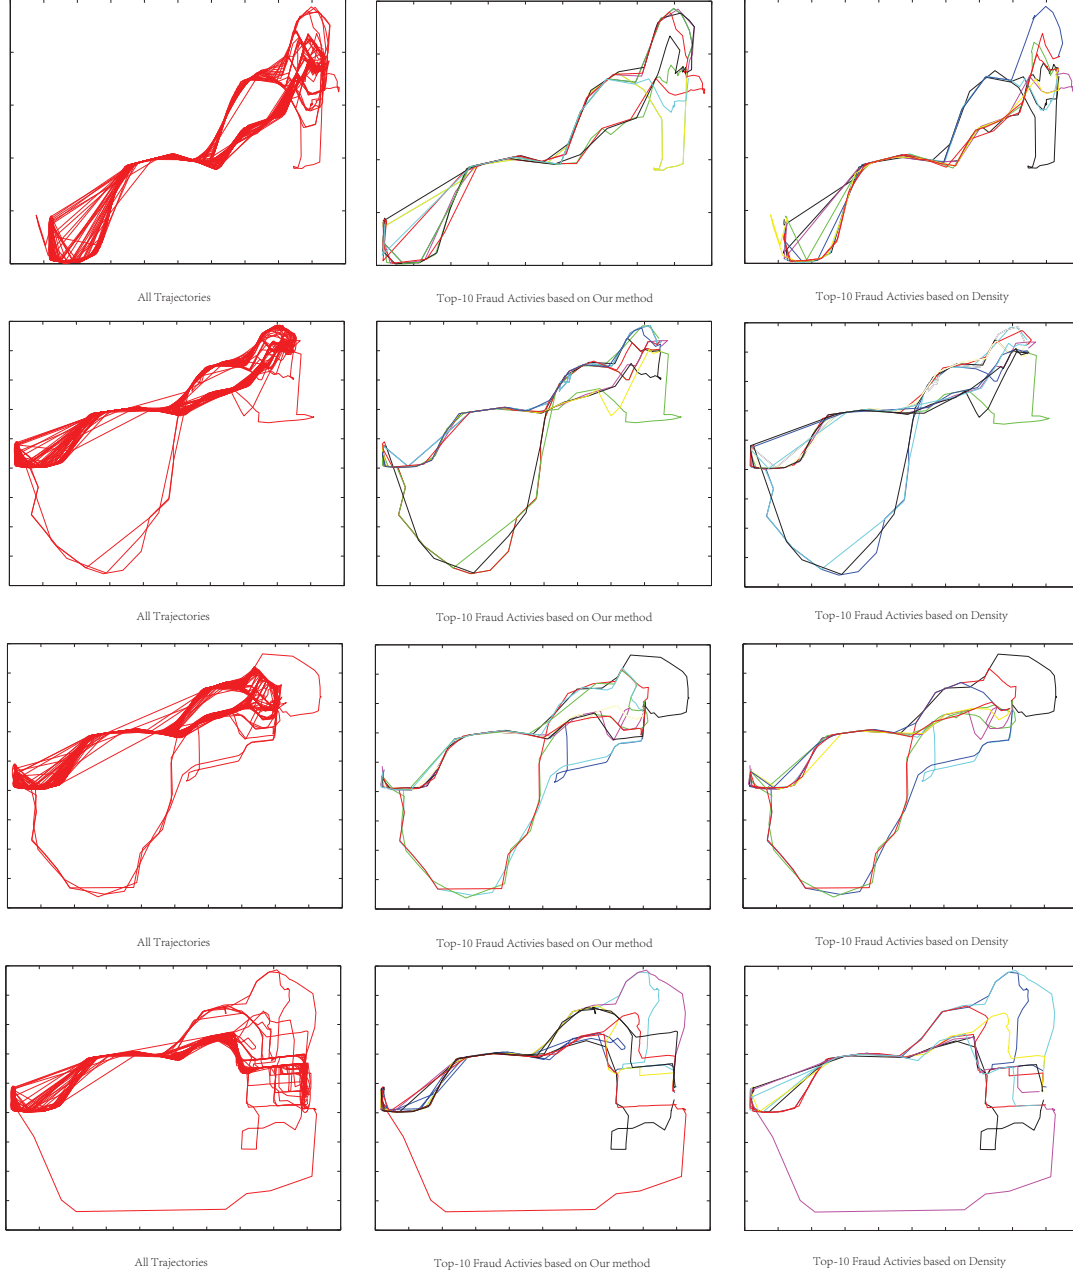 All Trajectories
Top-10 Fraud Activies based on Our method
Top-10 Fraud Activies based on Density
All Trajectories
Top-10 Fraud Activies based on Our method
Top-10 Fraud Activies based on Density
All Trajectories
Top-10 Fraud Activies based on Our method
Top-10 Fraud Activies based on Density
All Trajectories
Top-10 Fraud Activies based on Our method
Top-10 Fraud Activies based on Density